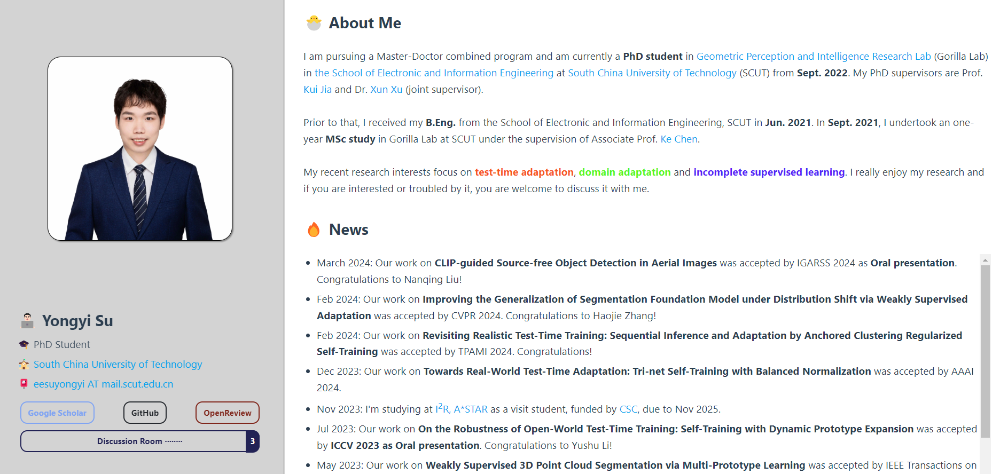 Yongyi Su
PhD Student
South China University of Technology
eesuyongyi AT mail.scut.edu.cn
Google Scholar
GitHub
OpenReview
Discussion Room ········
3
About Me
I am pursuing a Master-Doctor combined program and am currently a PhD student in Geometric Perception and Intelligence Research Lab (Gorilla Lab)
in the School of Electronic and Information Engineering at South China University of Technology (SCUT) from Sept. 2022. My PhD supervisors are Prof.
Kui Jia and Dr. Xun Xu (joint supervisor).
Prior to that, I received my B.Eng. from the School of Electronic and Information Engineering, SCUT in Jun. 2021. In Sept. 2021, I undertook an one-
year MSc study in Gorilla Lab at SCUT under the supervision of Associate Prof. Ke Chen.
My recent research interests focus on test-time adaptation, domain adaptation and incomplete supervised learning. I really enjoy my research and
if you are interested or troubled by it, you are welcome to discuss it with me.
News
• March 2024: Our work on CLIP-guided Source-free Object Detection in Aerial Images was accepted by IGARSS 2024 as Oral presentation.
Congratulations to Nanqing Liu!
• Feb 2024: Our work on Improving the Generalization of Segmentation Foundation Model under Distribution Shift via Weakly Supervised
Adaptation was accepted by CVPR 2024. Congratulations to Haojie Zhang!
• Feb 2024: Our work on Revisiting Realistic Test-Time Training: Sequential Inference and Adaptation by Anchored Clustering Regularized
Self-Training was accepted by TPAMI 2024. Congratulations!
• Dec 2023: Our work on Towards Real-World Test-Time Adaptation: Tri-net Self-Training with Balanced Normalization was accepted by AAAI
2024.
• Nov 2023: I'm studying at I²R, A*STAR as a visit student, funded by CSC, due to Nov 2025.
• Jul 2023: Our work on On the Robustness of Open-World Test-Time Training: Self-Training with Dynamic Prototype Expansion was accepted
by ICCV 2023 as Oral presentation. Congratulations to Yushu Li!
• May 2023: Our work on Weakly Supervised 3D Point Cloud Segmentation via Multi-Prototype Learning was accepted by IEEE Transactions on